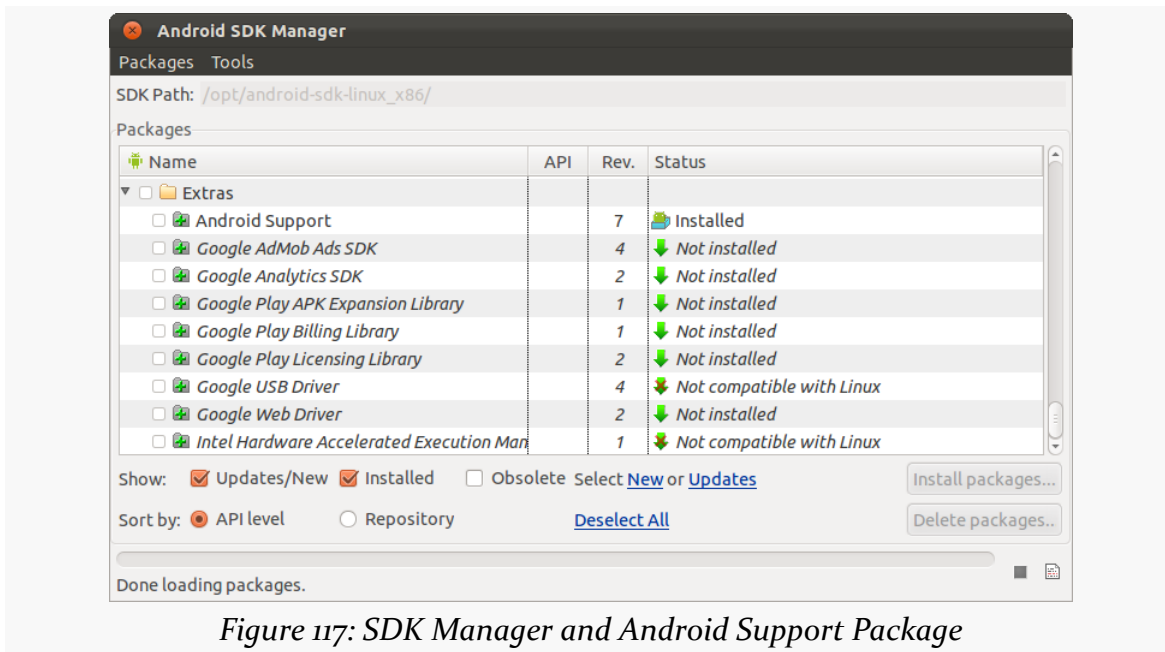 Android SDK Manager
Packages Tools
SDK Path: /opt/android-sdk-linux_x86/
Packages
Name API Rev. Status
Extras
Android Support 7 Installed
Google AdMob Ads SDK 4 Not installed
Google Analytics SDK 2 Not installed
Google Play APK Expansion Library 1 Not installed
Google Play Billing Library 1 Not installed
Google Play Licensing Library 2 Not installed
Google USB Driver 4 Not compatible with Linux
Google Web Driver 2 Not installed
Intel Hardware Accelerated Execution Man 1 Not compatible with Linux
Show: Updates/New Installed Obsolete Select New or Updates Install packages...
Sort by: API level Repository Deselect All Delete packages..
Done loading packages.
Figure 117: SDK Manager and Android Support Package